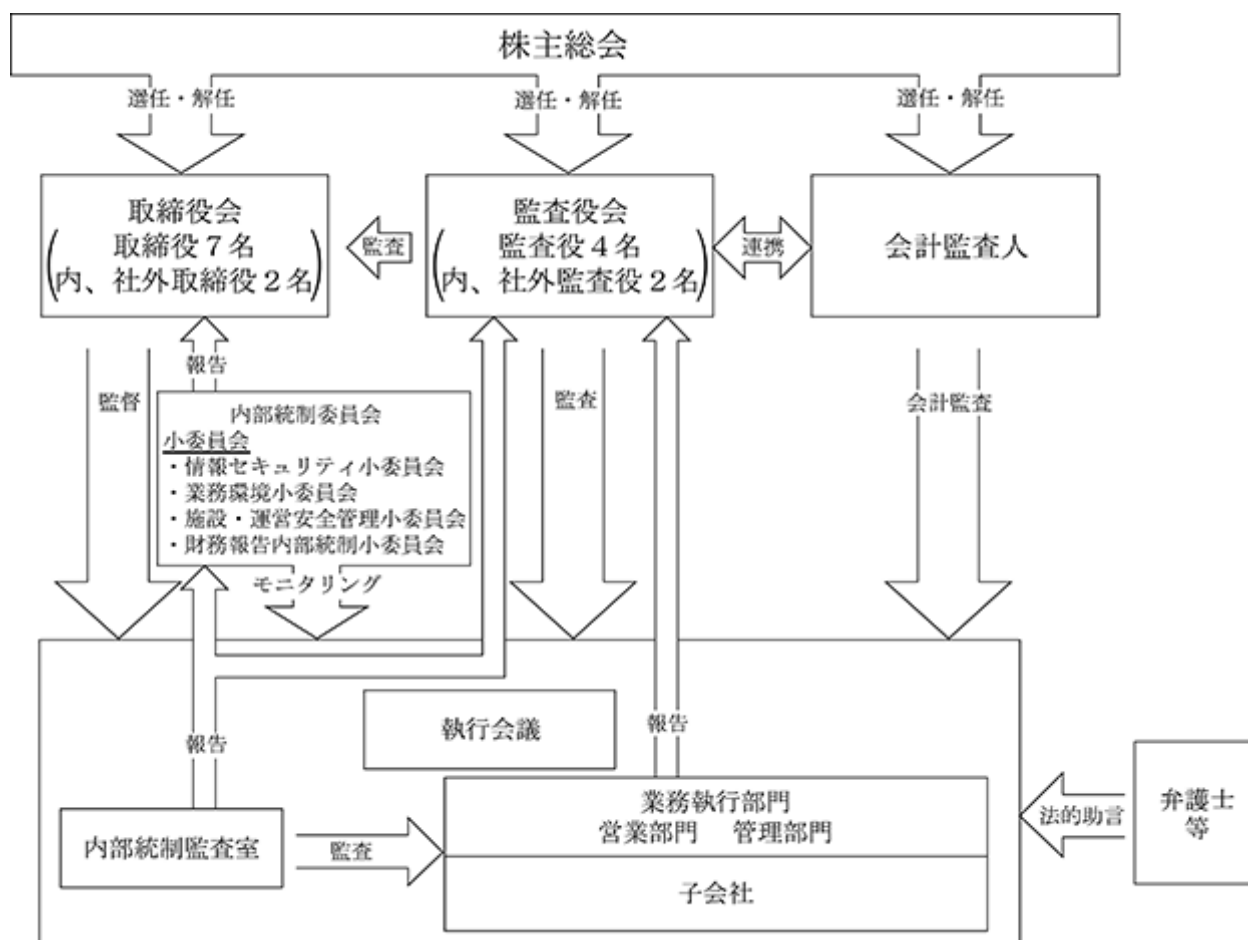 株主総会
選任・解任
選任・解任
選任・解任
取締役会
取締役7名
(内、社外取締役2名)
監査
監査役会
監査役4名
(内、社外監査役2名)
連携
会計監査人
報告
監督
監査
会計監査
内部統制委員会
小委員会
・情報セキュリティ小委員会
・業務環境小委員会
・施設・運営安全管理小委員会
・財務報告内部統制小委員会
モニタリング
執行会議
報告
報告
業務執行部門
営業部門 管理部門
子会社
内部統制監査室
監査
法的助言
弁護士
等